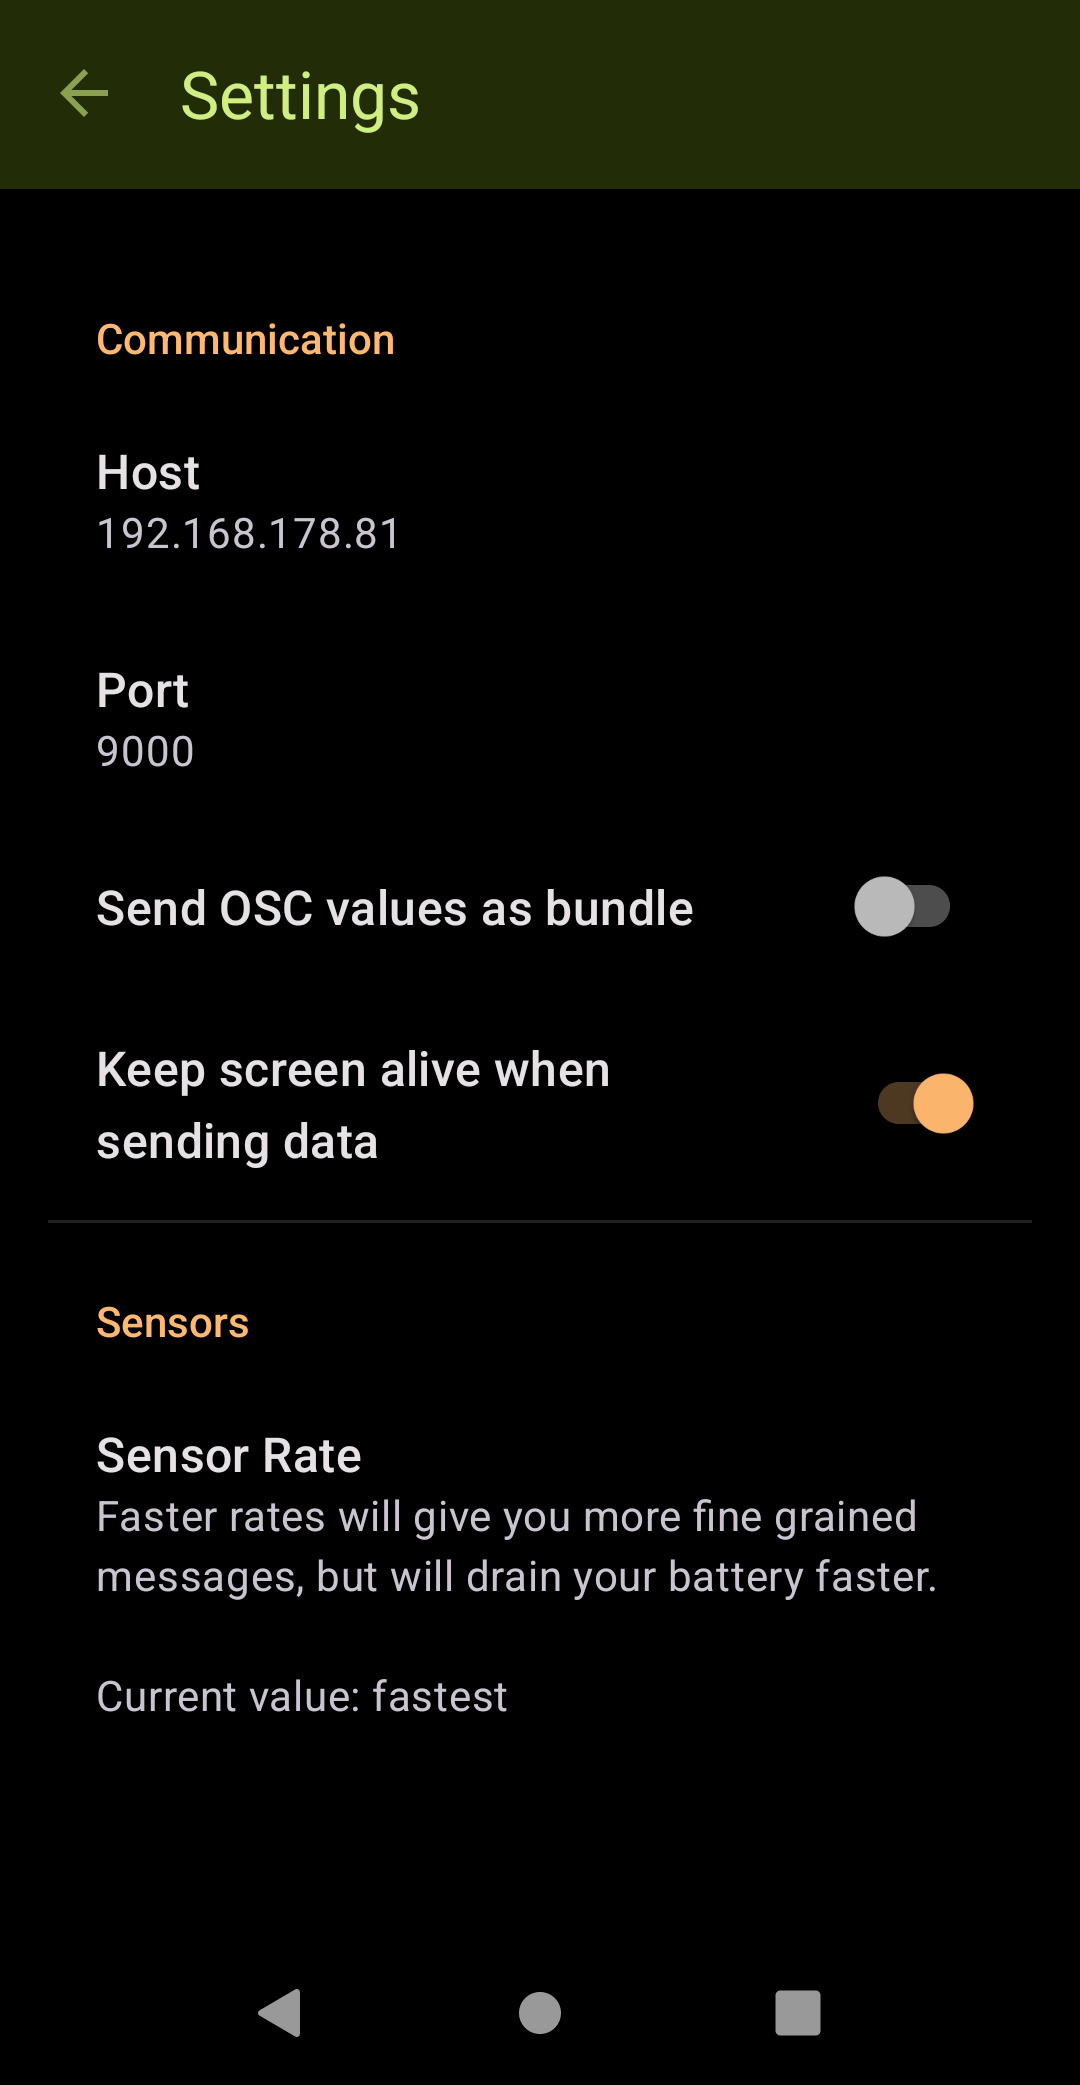 Settings
Communication
Host
192.168.178.81
Port
9000
Send OSC values as bundle
Keep screen alive when
sending data
Sensors
Sensor Rate
Faster rates will give you more fine grained
messages, but will drain your battery faster.
Current value: fastest